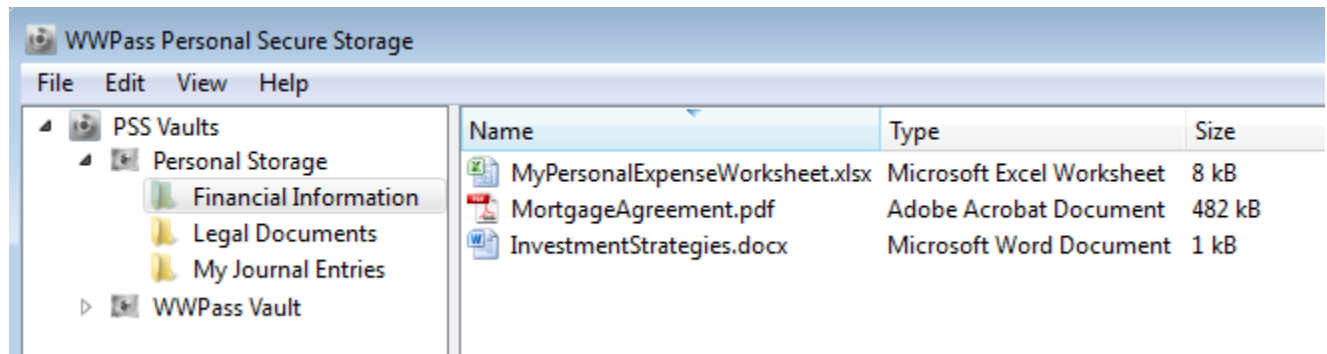 WWPass Personal Secure Storage
File Edit View Help
PSS Vaults
Personal Storage
Financial Information
Legal Documents
My Journal Entries
WWPass Vault
Name Type Size
MyPersonalExpenseWorksheet.xlsx Microsoft Excel Worksheet 8 kB
MortgageAgreement.pdf Adobe Acrobat Document 482 kB
InvestmentStrategies.docx Microsoft Word Document 1 kB